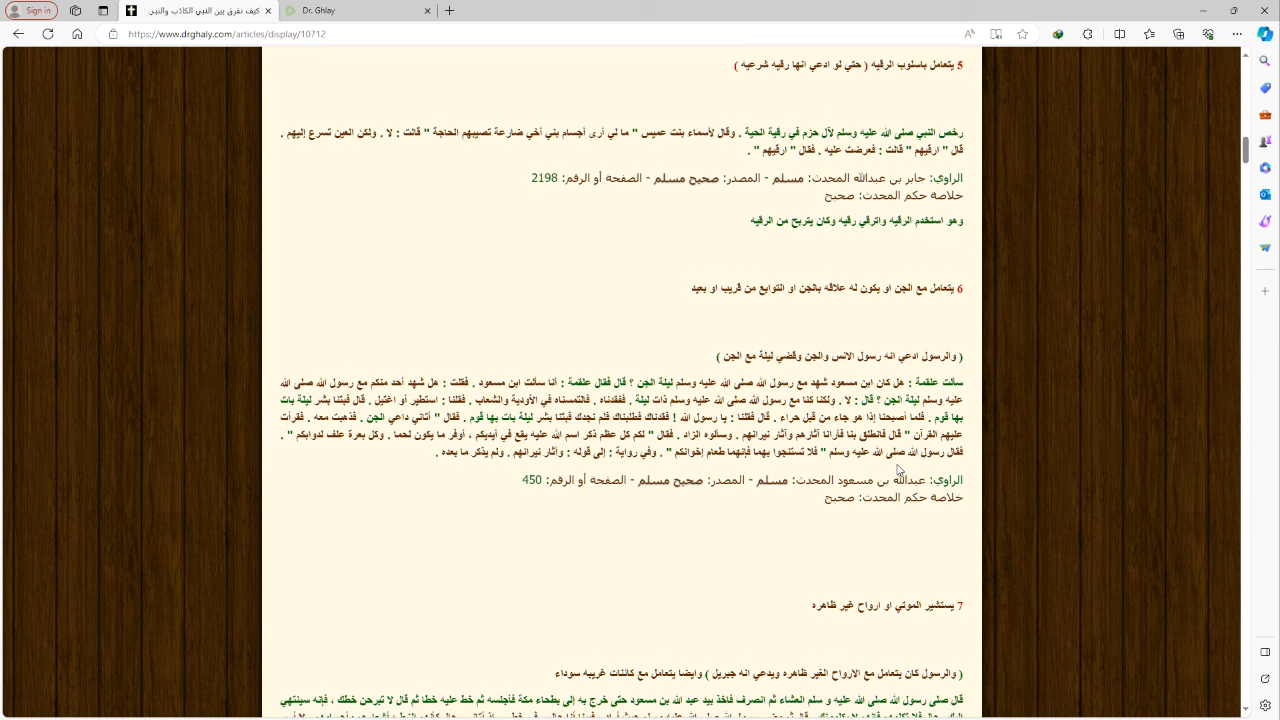 Sign in
كيف نفرق بين النبي الكاذب والنبي
Dr. Ghlay
https://www.drghaly.com/articles/display/10712
5 يتعامل باسلوب الرقيه ( حتي لو ادعي انها رقيه شرعيه )
رخص النبي صلى الله عليه وسلم لآل حزم في رقية الحية . وقال لأسماء بنت عميس " ما لي أرى أجسام بني أخي ضارعة تصيبهم الحاجة " قالت : لا . ولكن العين تسرع إليهم .
قال " ارقيهم " قالت : فعرضت عليه . فقال " ارقيهم " .
الراوي: جابر بن عبدالله المحدث: مسلم - المصدر: صحيح مسلم - الصفحة أو الرقم: 2198
خلاصة حكم المحدث: صحيح
وهو استخدم الرقيه واترقي رقيه وكان يتربح من الرقيه
6 يتعامل مع الجن او يكون له علاقه بالجن او التوابع من قريب او بعيد
( والرسول ادعي انه رسول الانس والجن وقضي ليلة مع الجن )
سألت علقمة : هل كان ابن مسعود شهد مع رسول الله صلى الله عليه وسلم ليلة الجن ؟ قال فقال علقمة : أنا سألت ابن مسعود . فقلت : هل شهد أحد منكم مع رسول الله صلى الله
عليه وسلم ليلة الجن ؟ قال : لا . ولكنا كنا مع رسول الله صلى الله عليه وسلم ذات ليلة . ففقدناه . فالتمسناه في الأودية والشعاب . فقلنا : استطير أو اغتيل . قال فبتنا بشر ليلة بات
بها قوم . فلما أصبحنا إذا هو جاء من قبل حراء . قال فقلنا : يا رسول الله ! فقدناك فطلبناك فلم نجدك فبتنا بشر ليلة بات بها قوم . فقال " أتاني داعي الجن . فذهبت معه . فقرأت
عليهم القرآن " قال فانطلق بنا فأرانا آثارهم وآثار نيرانهم . وسألوه الزاد . فقال " لكم كل عظم ذكر اسم الله عليه يقع في أيديكم ، أوفر ما يكون لحما . وكل بعرة علف لدوابكم " .
فقال رسول الله صلى الله عليه وسلم " فلا تستنجوا بهما فإنهما طعام إخوانكم " . وفي رواية : إلى قوله : وآثار نيرانهم . ولم يذكر ما بعده .
الراوي: عبدالله بن مسعود المحدث: مسلم - المصدر: صحيح مسلم - الصفحة أو الرقم: 450
خلاصة حكم المحدث: صحيح
7 يستشير الموتي او ارواح غير ظاهره
( والرسول كان يتعامل مع الارواح الغير ظاهره ويدعي انه جبريل ) وايضا يتعامل مع كائنات غريبه سوداء
قال صلى رسول الله صلى الله عليه و سلم العشاء ثم انصرف فاخذ بيد عبد الله بن مسعود حتى خرج به إلى بطحاء مكة فأجلسه ثم خط عليه خطا ثم قال لا تبرحن خطك ، فإنه سينتهي